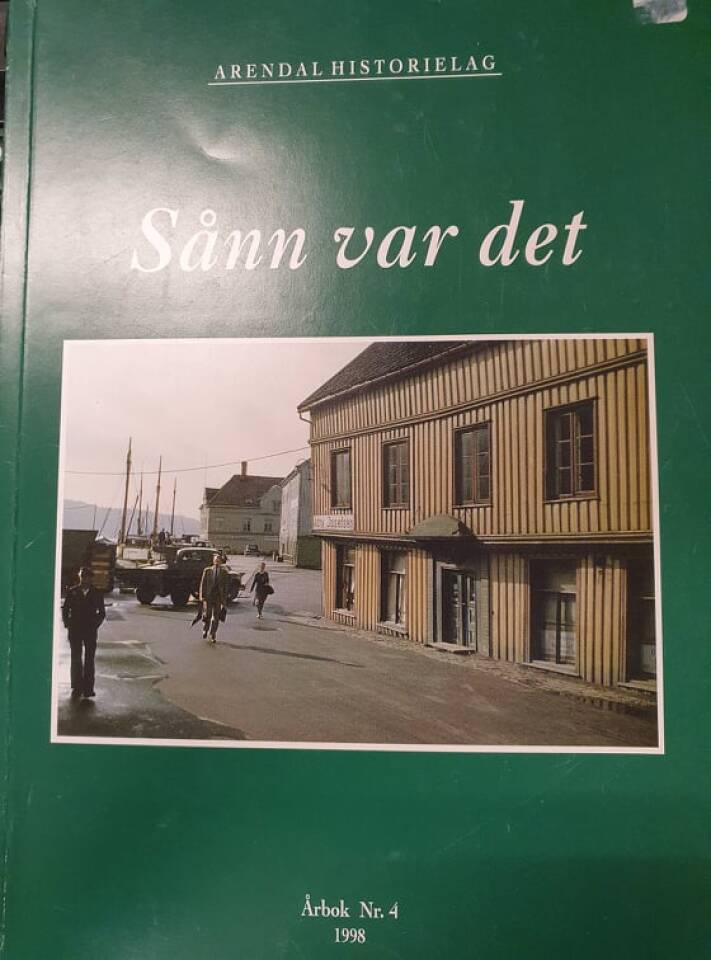 ARENDAL HISTORIELAG
Sånn var det
Årbok Nr. 4
1998